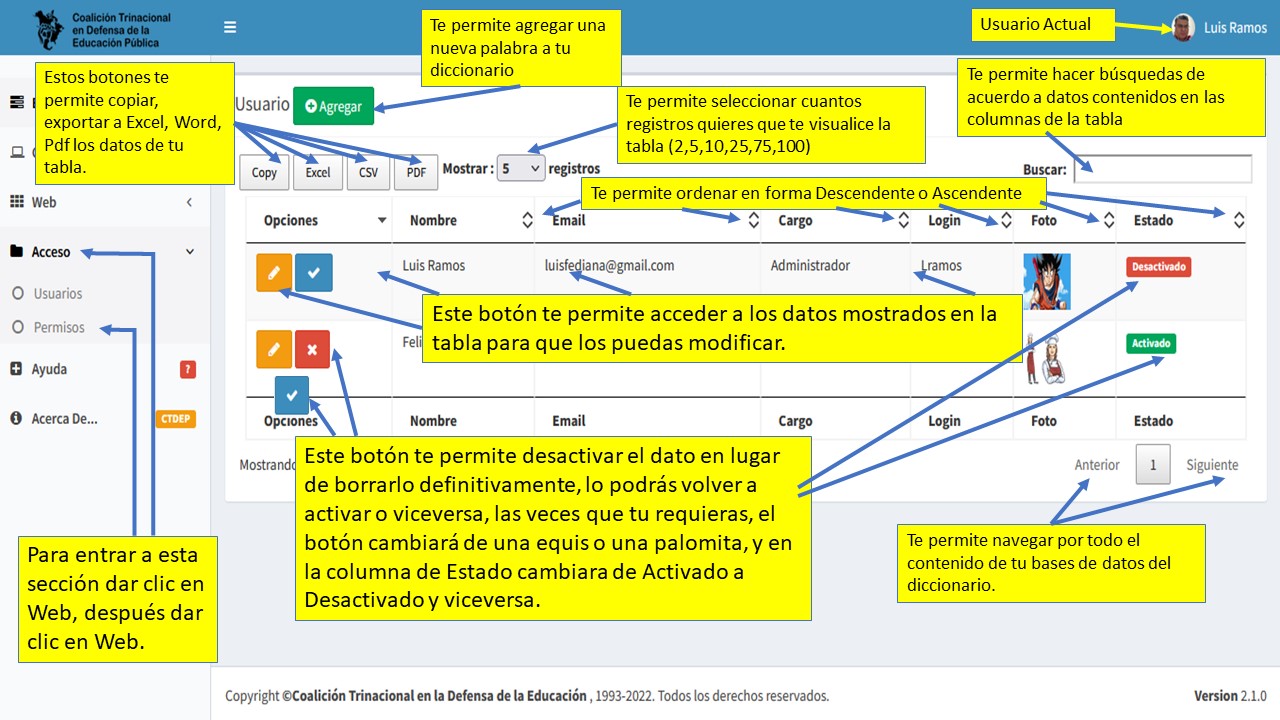 Coalición Trinacional
en Defensa de la
Educación Pública
Te permite agregar una
nueva palabra a tu
diccionario
Usuario Actual
Luis Ramos
Estos botones te
permite copiar,
exportar a Excel, Word,
Pdf los datos de tu
tabla.
Usuario
Agregar
Te permite seleccionar cuantos
registros quieres que te visualice la
tabla (2,5,10,25,75,100)
Te permite hacer búsquedas de
acuerdo a datos contenidos en las
columnas de la tabla
Copy
Excel
CSV
PDF
Mostrar : 5 registros
Buscar:
Te permite ordenar en forma Descendente o Ascendente
Web
Acceso
Usuarios
Permisos
Ayuda
?
Acerca De...
CTDEP
Opciones Nombre Email Cargo Login Foto Estado
Luis Ramos luisfediana@gmail.com Administrador Lramos Desactivado
Este botón te permite acceder a los datos mostrados en la
tabla para que los puedas modificar.
Activado
Opciones Nombre Email Cargo Login Foto Estado
Mostrando
Anterior 1 Siguiente
Este botón te permite desactivar el dato en lugar
de borrarlo definitivamente, lo podrás volver a
activar o viceversa, las veces que tu requieras, el
botón cambiará de una equis o una palomita, y en
la columna de Estado cambiara de Activado a
Desactivado y viceversa.
Te permite navegar por todo el
contenido de tu bases de datos del
diccionario.
Para entrar a esta
sección dar clic en
Web, después dar
clic en Web.
Copyright ©Coalición Trinacional en la Defensa de la Educación , 1993-2022. Todos los derechos reservados.
Version 2.1.0